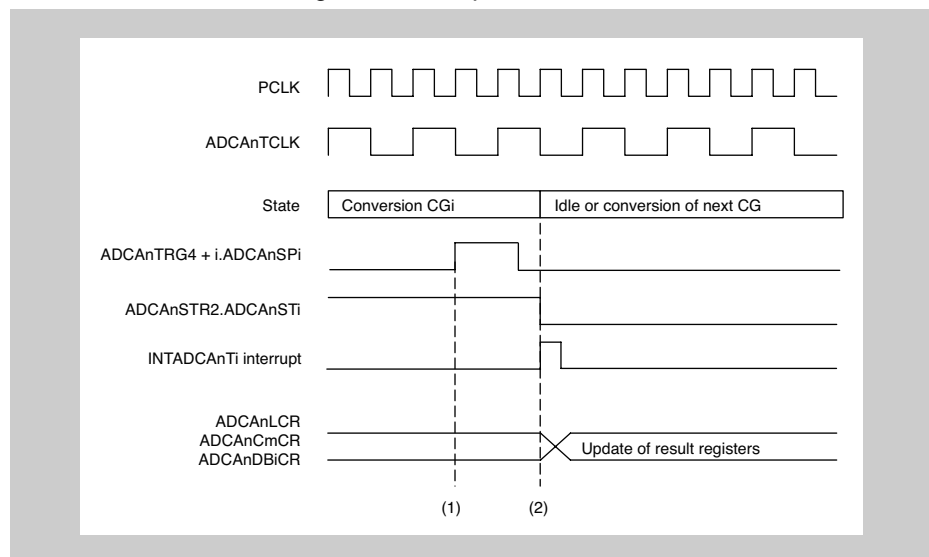 PCLK
ADCAnTCLK
State
Conversion CGi
Idle or conversion of next CG
ADCAnTRG4 + i.ADCAnSPi
ADCAnSTR2.ADCAnSTi
INTADCAnTi interrupt
ADCAnLCR
ADCAnCmCR
ADCAnDBiCR
Update of result registers
(1)
(2)